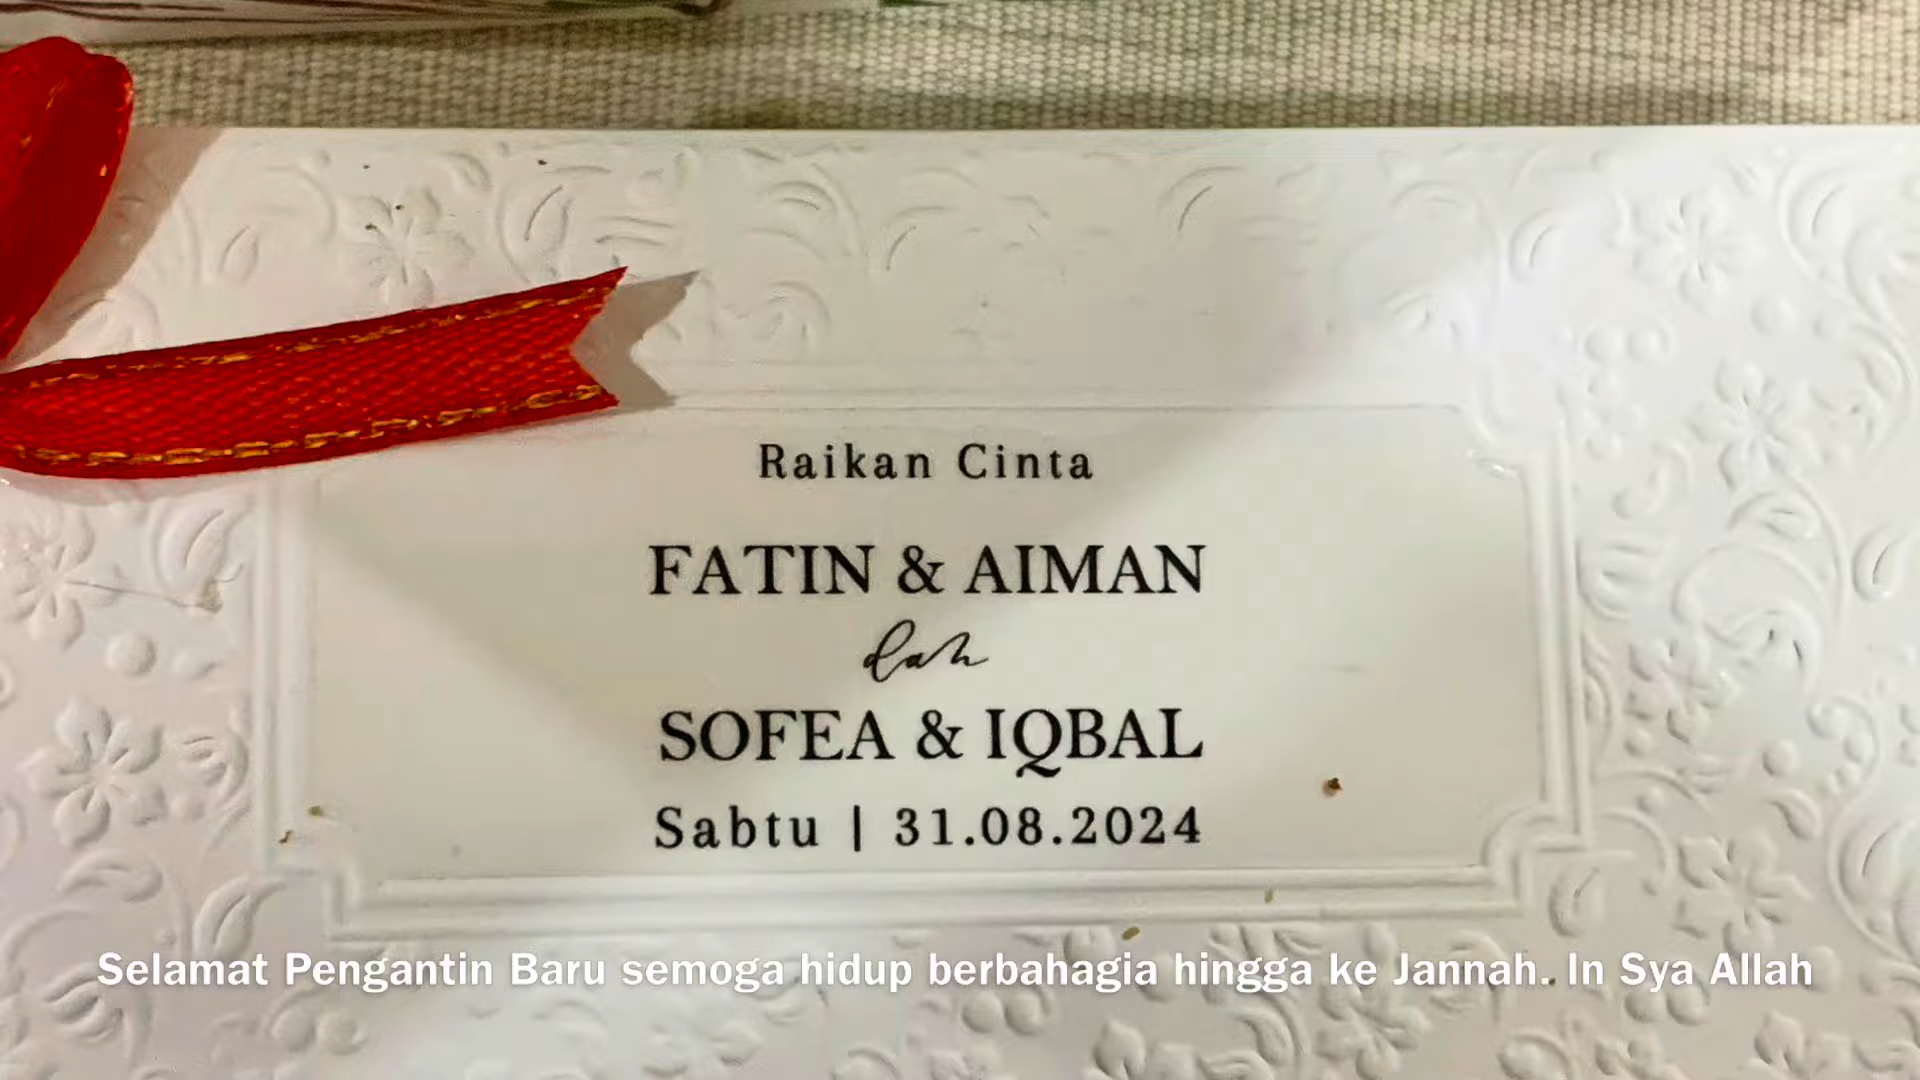 Raikan Cinta
FATIN & AIMAN
dan
SOFEA & IQBAL
Sabtu | 31.08.2024
Selamat Pengantin Baru semoga hidup berbahagia hingga ke Jannah. In Sya Allah